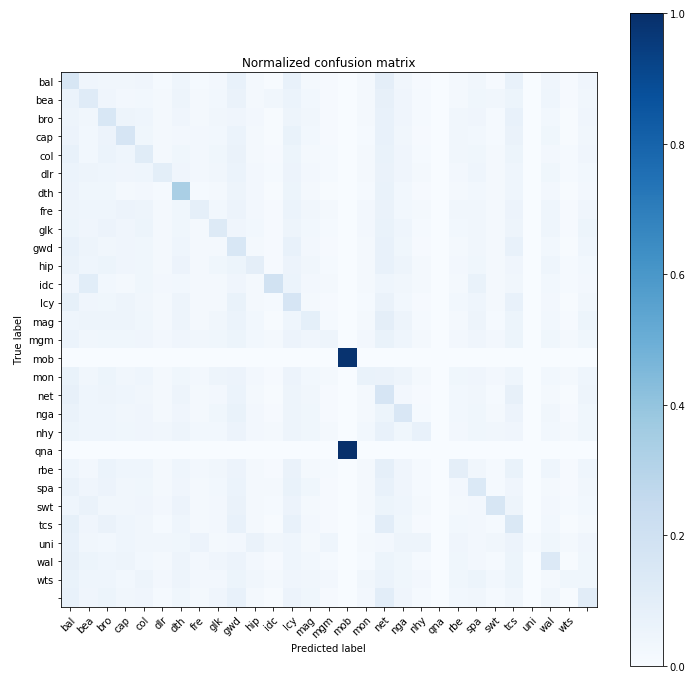 Normalized confusion matrix
1.0
0.8
0.6
0.4
0.2
0.0
True label
bal
bea
bro
cap
col
dlr
dth
fre
glk
gwd
hip
idc
lcy
mag
mgm
mob
mon
net
nga
nhy
qna
rbe
spa
swt
tcs
uni
wal
wts
bal bea bro cap col dlr dth fre glk gwd hip idc lcy mag mgm mob mon net nga nhy qna rbe spa swt tcs uni wal wts
Predicted label